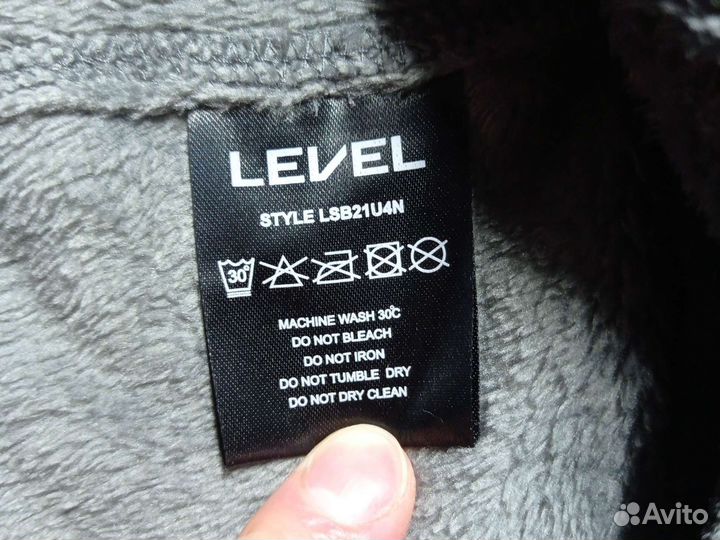 LEVEL
STYLE LSB21U4N
30°
MACHINE WASH 30°C
DO NOT BLEACH
DO NOT IRON
DO NOT TUMBLE DRY
DO NOT DRY CLEAN
Avito